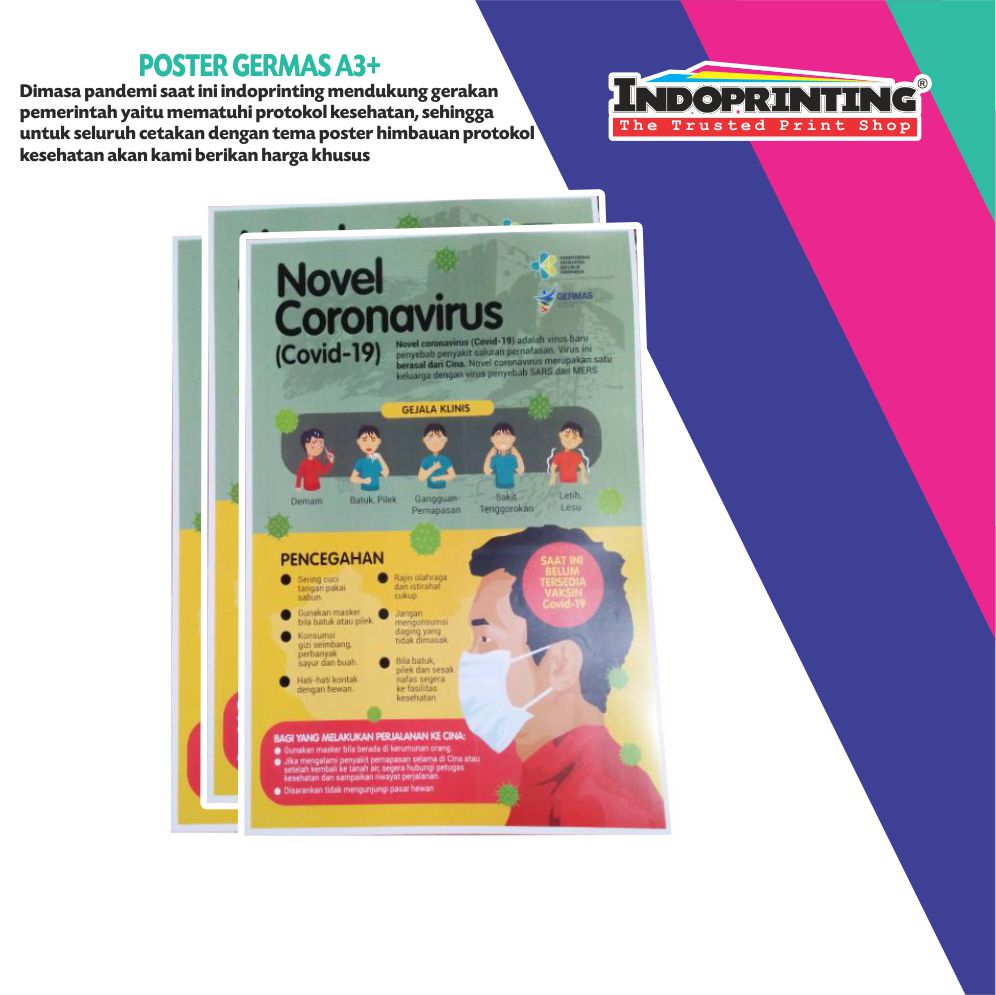 POSTER GERMAS A3+
Dimasa pandemi saat ini indoprinting mendukung gerakan
pemerintah yaitu mematuhi protokol kesehatan, sehingga
untuk seluruh cetakan dengan tema poster himbauan protokol
kesehatan akan kami berikan harga khusus
INDOPRINTING®
The Trusted Print Shop
Novel
Coronavirus
(Covid-19)
KEMENTERIAN
KESEHATAN
REPUBLIK
INDONESIA
GERMAS
Novel coronavirus (Covid-19) adalah virus baru
penyebab penyakit saluran pernafasan. Virus ini
berasal dari Cina. Novel coronavirus merupakan satu
keluarga dengan virus penyebab SARS dan MERS
GEJALA KLINIS
Demam
Batuk, Pilek
Gangguan
Pernapasan
Sakit
Tenggorokan
Letih,
Lesu
PENCEGAHAN
Sering cuci
tangan pakai
sabun.
Gunakan masker
bila batuk atau pilek.
Konsumsi
gizi seimbang,
perbanyak
sayur dan buah.
Hati-hati kontak
dengan hewan.
Rajin olahraga
dan istirahat
cukup.
Jangan
mengonsumsi
daging yang
tidak dimasak.
Bila batuk,
pilek dan sesak
nafas segera
ke fasilitas
kesehatan.
SAAT INI
BELUM
TERSEDIA
VAKSIN
Covid-19
BAGI YANG MELAKUKAN PERJALANAN KE CINA:
Gunakan masker bila berada di kerumunan orang.
Jika mengalami penyakit pernapasan selama di Cina atau
setelah kembali ke tanah air, segera hubungi petugas
kesehatan dan sampaikan riwayat perjalanan.
Disarankan tidak mengunjungi pasar hewan